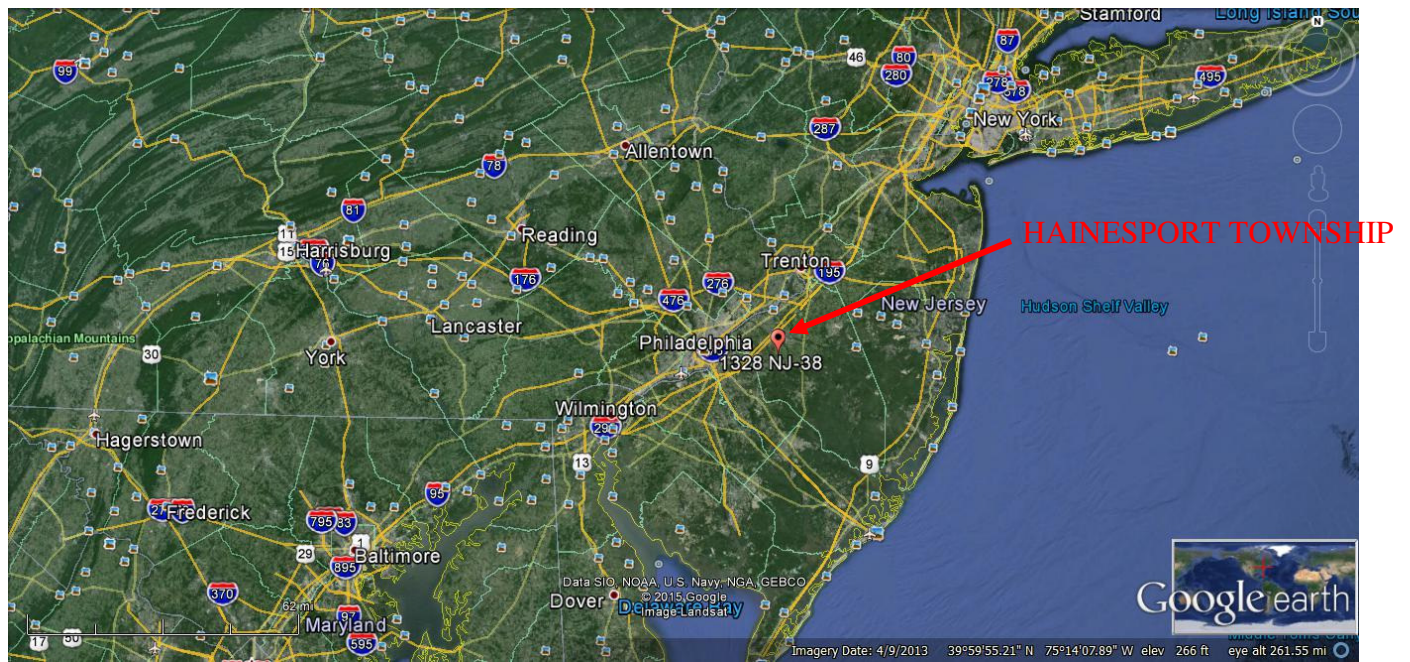 Stamford
Long Island Sou
N
87
46
80
280
99
495
278
678
New York
287
Allentown
78
81
HAINESPORT TOWNSHIP
11
15
Harrisburg
76
Reading
Trenton
195
176
276
476
New Jersey
Hudson Shelf Valley
Lancaster
ppalachian Mountains
30
York
Philadelphia
1328 NJ-38
Wilmington
295
Hagerstown
13
9
95
Frederick
795
83
29
1
Baltimore
895
370
Data SIO, NOAA, U.S. Navy, NGA, GEBCO
© 2015 Google
Image Landsat
Dover
Delaware Bay
62 mi
97
Maryland
17
50
595
Google earth
Imagery Date: 4/9/2013 39°59'55.21" N 75°14'07.89" W elev 266 ft eye alt 261.55 mi